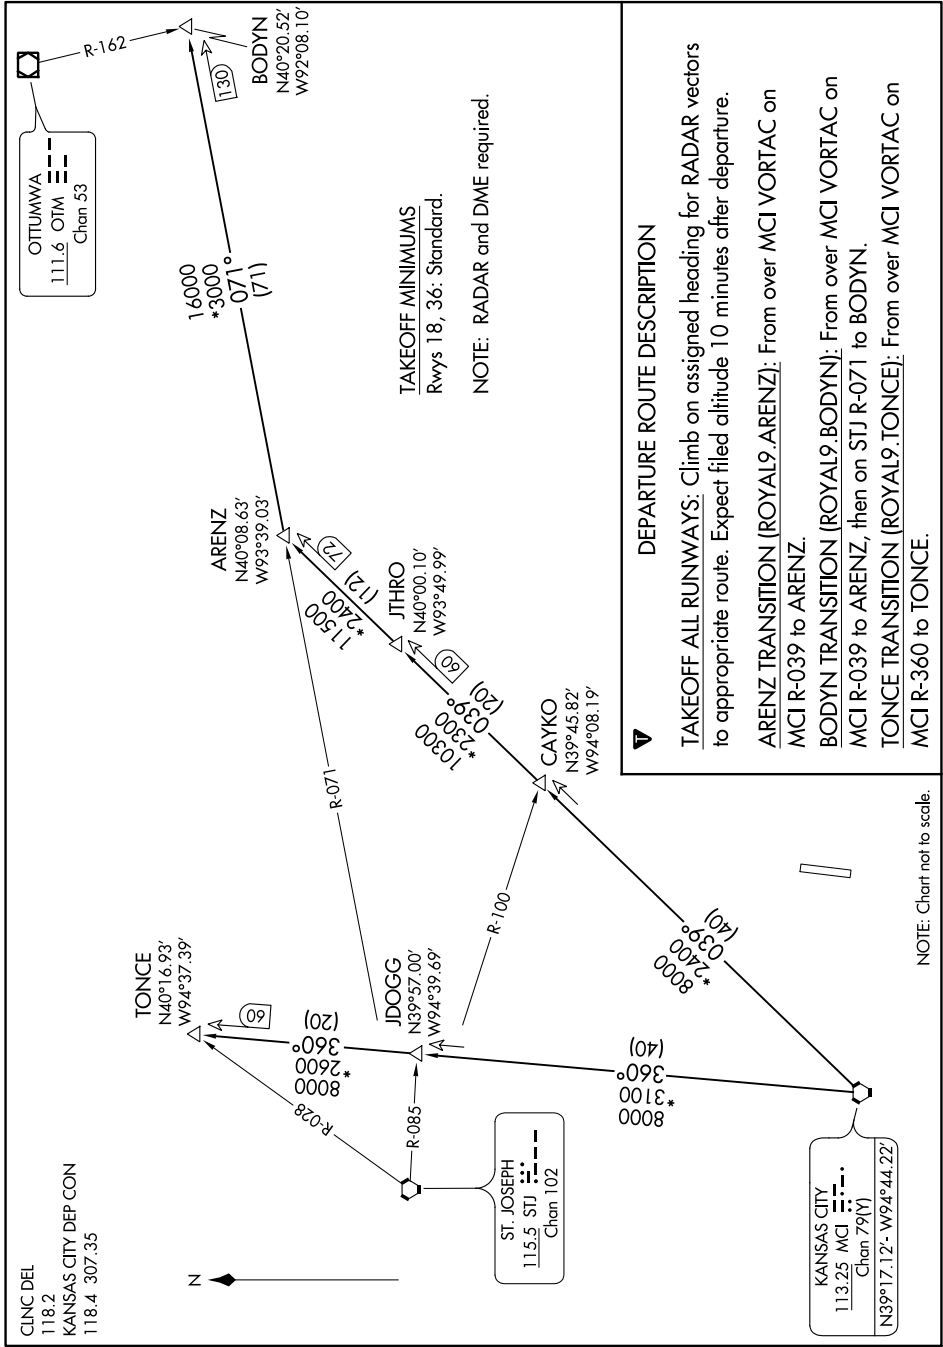 CLNC DEL
118.2
KANSAS CITY DEP CON
118.4 307.35
N
TONCE
N40°16.93'
W94°37.39'
60
8000
*2600
360°
(20)
R-028
JDOGG
N39°57.00'
W94°39.69'
R-085
ST. JOSEPH
115.5 STJ
Chan 102
8000
*3100
360°
(40)
KANSAS CITY
113.25 MCI
Chan 79(Y)
N39°17.12'- W94°44.22'
R-071
R-100
8000
*2400
039°
(40)
CAYKO
N39°45.82'
W94°08.19'
10300
*2300
039°
(20)
60
JTHRO
N40°00.10'
W93°49.99'
11500
*2400
(12)
72
ARENZ
N40°08.63'
W93°39.03'
16000
*3000
071°
(71)
130
BODYN
N40°20.52'
W92°08.10'
R-162
OTTUMWA
111.6 OTM
Chan 53
TAKEOFF MINIMUMS
Rwys 18, 36: Standard.
NOTE: RADAR and DME required.
NOTE: Chart not to scale.
T
DEPARTURE ROUTE DESCRIPTION
TAKEOFF ALL RUNWAYS: Climb on assigned heading for RADAR vectors
to appropriate route. Expect filed altitude 10 minutes after departure.
ARENZ TRANSITION (ROYAL9.ARENZ): From over MCI VORTAC on
MCI R-039 to ARENZ.
BODYN TRANSITION (ROYAL9.BODYN): From over MCI VORTAC on
MCI R-039 to ARENZ, then on STJ R-071 to BODYN.
TONCE TRANSITION (ROYAL9.TONCE): From over MCI VORTAC on
MCI R-360 to TONCE.